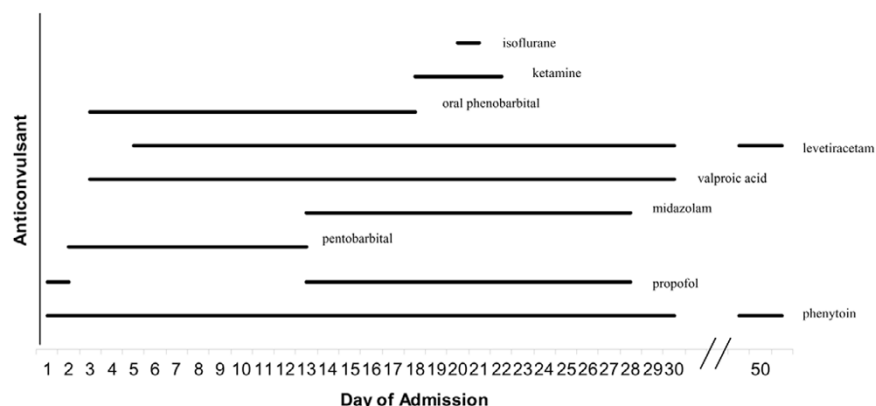 isoflurane
ketamine
oral phenobarbital
levetiracetam
valproic acid
midazolam
pentobarbital
propofol
phenytoin
Anticonvulsant
1 2 3 4 5 6 7 8 9 10 11 12 13 14 15 16 17 18 19 20 21 22 23 24 25 26 27 28 29 30 50
Day of Admission